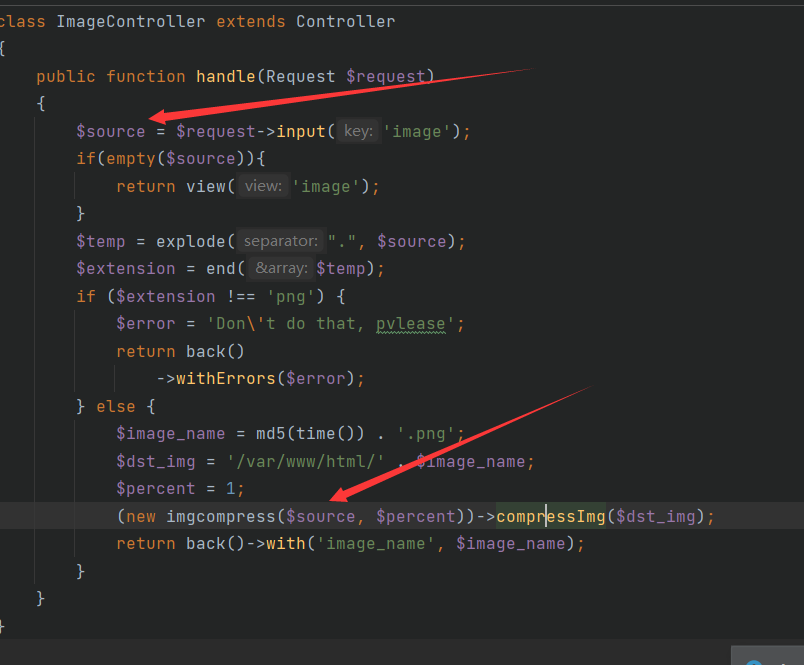 class ImageController extends Controller
{
public function handle(Request $request)
{
$source = $request->input( key: 'image');
if(empty($source)){
return view( view: 'image');
}
$temp = explode( separator: ".", $source);
$extension = end( &array: $temp);
if ($extension !== 'png') {
$error = 'Don\'t do that, pvlease';
return back()
->withErrors($error);
} else {
$image_name = md5(time()) . '.png';
$dst_img = '/var/www/html/' . $image_name;
$percent = 1;
(new imgcompress($source, $percent))->compressImg($dst_img);
return back()->with('image_name', $image_name);
}
}
}